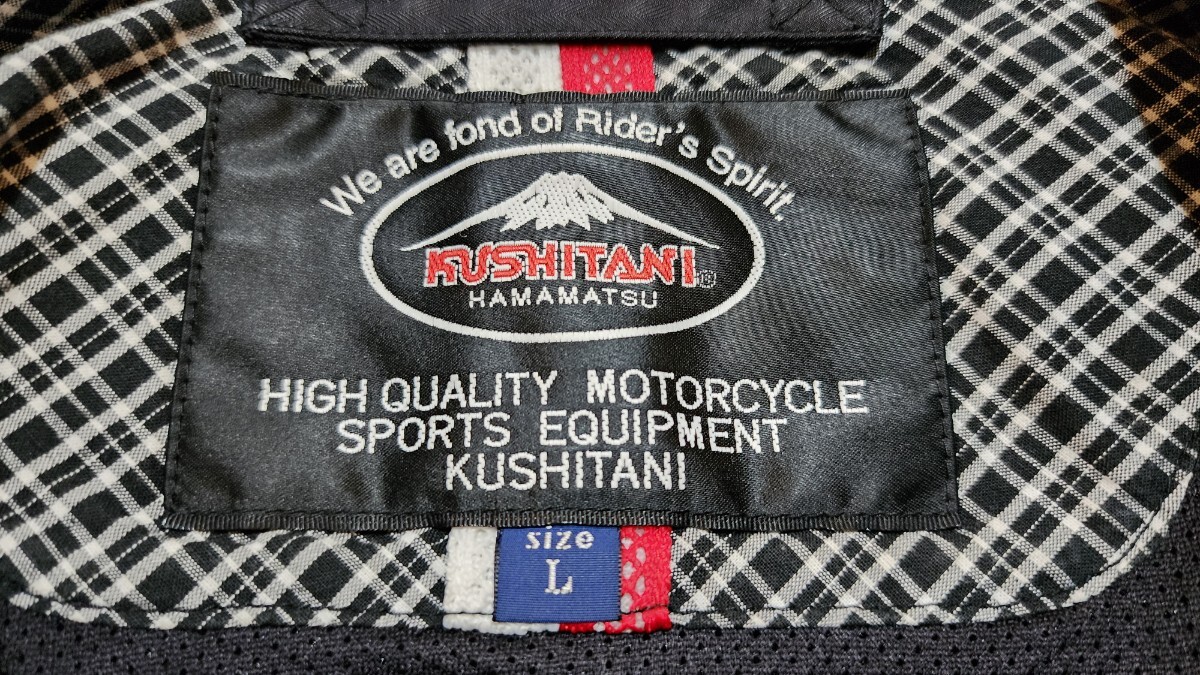 We are fond of Rider's Spirit.
KUSHITANI®
HAMAMATSU
HIGH QUALITY MOTORCYCLE
SPORTS EQUIPMENT
KUSHITANI
size
L